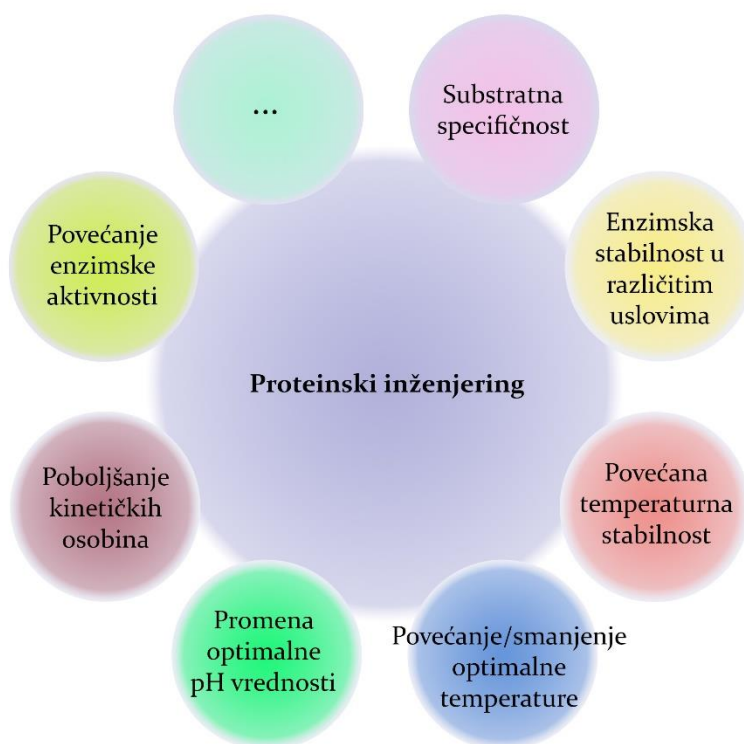 ...
Substratna
specifičnost
Povećanje
enzimske
aktivnosti
Enzimska
stabilnost u
različitim
uslovima
Proteinski inženjering
Poboljšanje
kinetičkih
osobina
Povećana
temperaturna
stabilnost
Promena
optimalne
pH vrednosti
Povećanje/smanjenje
optimalne
temperature